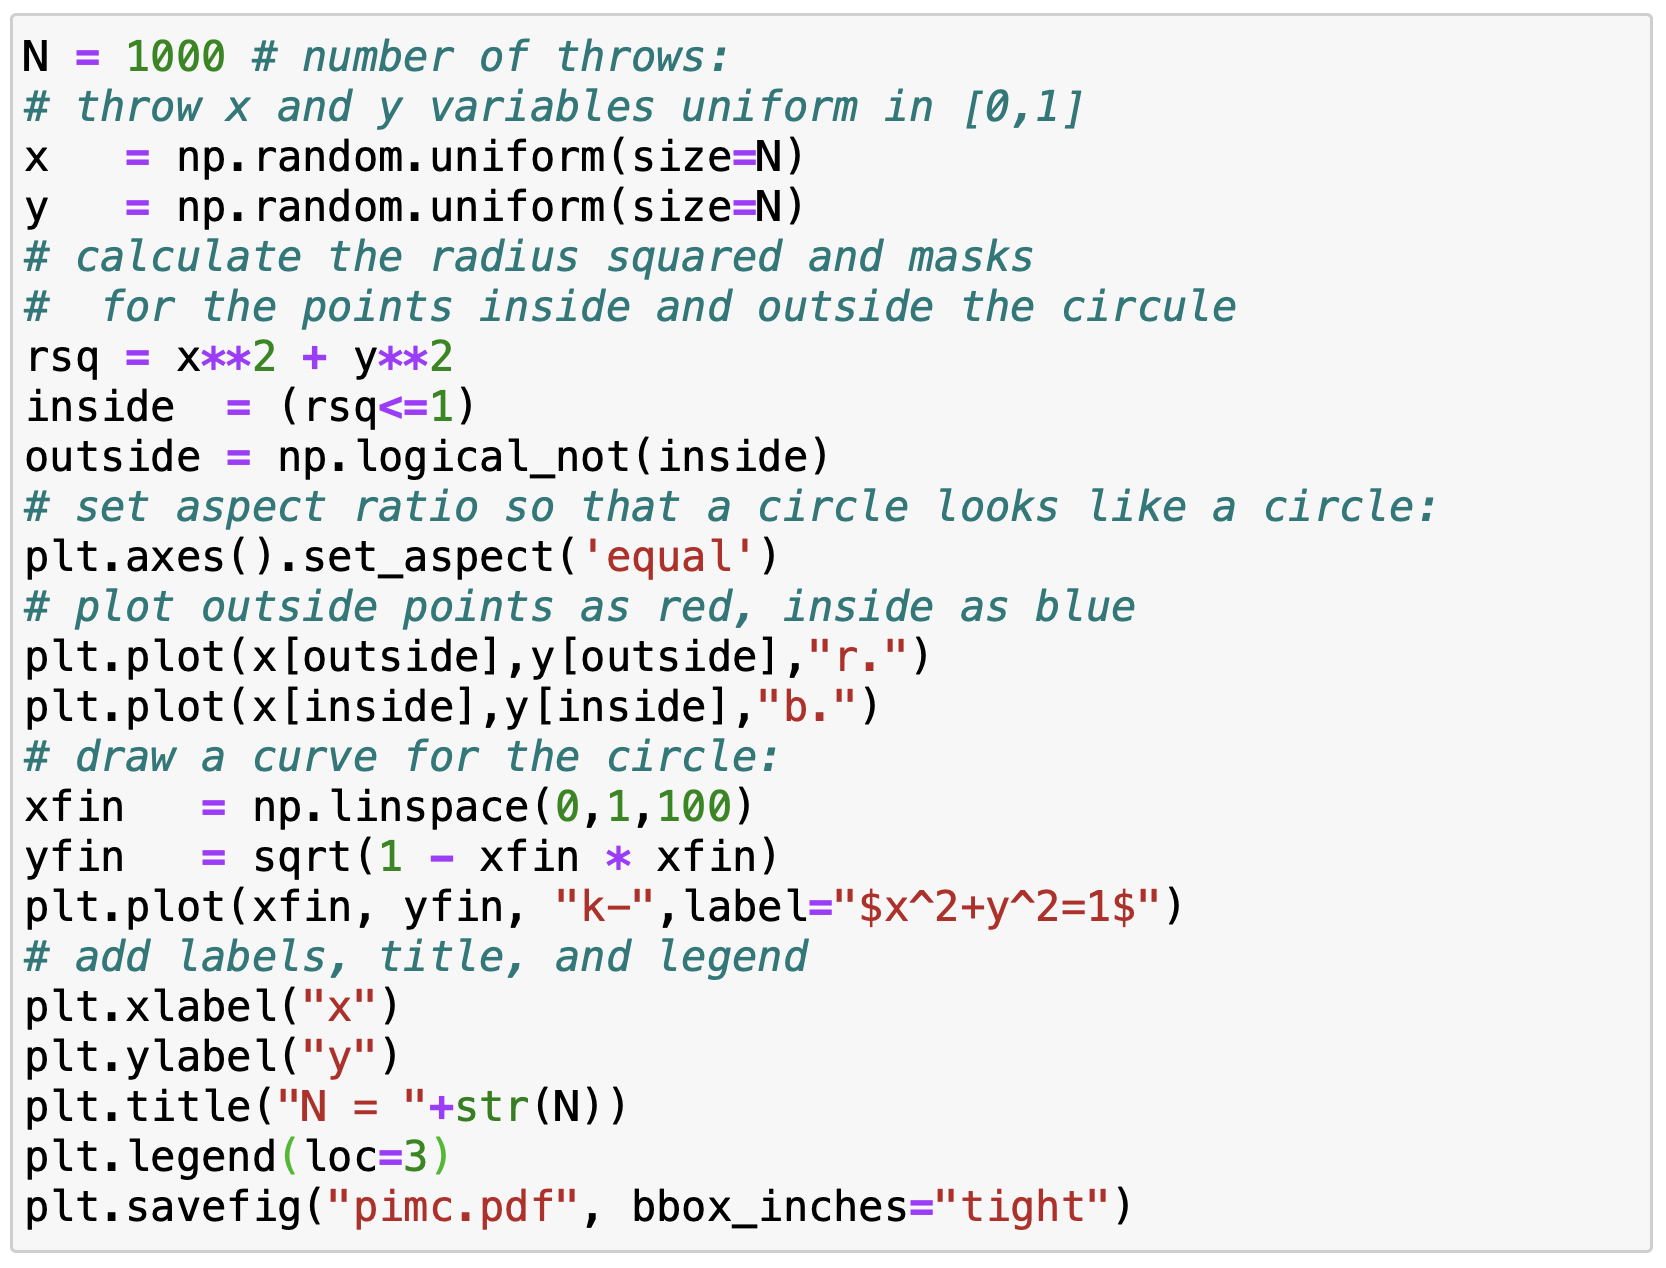 N = 1000 # number of throws:
# throw x and y variables uniform in [0,1]
x   = np.random.uniform(size=N)
y   = np.random.uniform(size=N)
# calculate the radius squared and masks
#  for the points inside and outside the circule
rsq = x**2 + y**2
inside  = (rsq<=1)
outside = np.logical_not(inside)
# set aspect ratio so that a circle looks like a circle:
plt.axes().set_aspect('equal')
# plot outside points as red, inside as blue
plt.plot(x[outside],y[outside],"r.")
plt.plot(x[inside],y[inside],"b.")
# draw a curve for the circle:
xfin   = np.linspace(0,1,100)
yfin   = sqrt(1 - xfin * xfin)
plt.plot(xfin, yfin, "k-",label="$x^2+y^2=1$")
# add labels, title, and legend
plt.xlabel("x")
plt.ylabel("y")
plt.title("N = "+str(N))
plt.legend(loc=3)
plt.savefig("pimc.pdf", bbox_inches="tight")